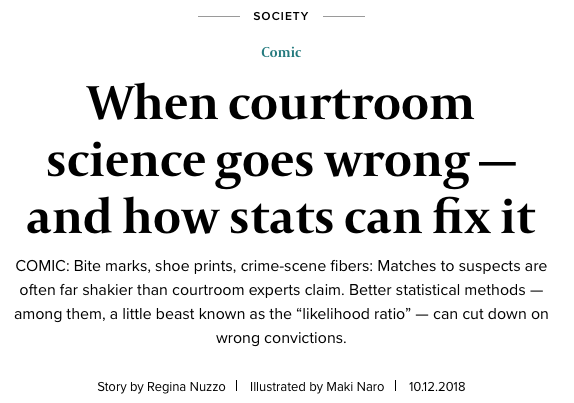 SOCIETY
Comic
When courtroom
science goes wrong —
and how stats can fix it
COMIC: Bite marks, shoe prints, crime-scene fibers: Matches to suspects are
often far shakier than courtroom experts claim. Better statistical methods —
among them, a little beast known as the “likelihood ratio” — can cut down on
wrong convictions.
Story by Regina Nuzzo | Illustrated by Maki Naro | 10.12.2018